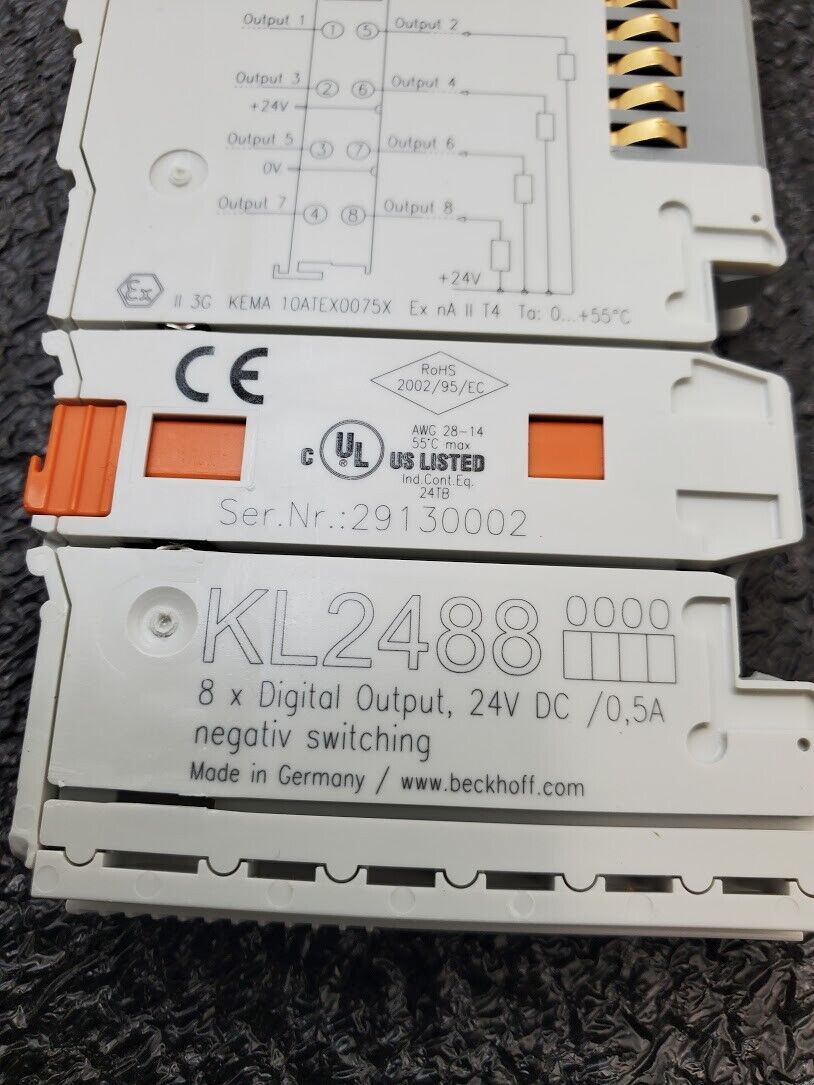 Output 1 1 5 Output 2
Output 3 2 6 Output 4
+24V
Output 5 3 7 Output 6
0V
Output 7 4 8 Output 8
+24V
Ex II 3G KEMA 10ATEX0075X Ex nA II T4 Ta: 0...+55°C
CE
RoHS
2002/95/EC
AWG 28-14
55°C max
C UL ® US LISTED
Ind.Cont.Eq.
24TB
Ser.Nr.:29130002
KL2488 0000
8 x Digital Output, 24V DC /0,5A
negativ switching
Made in Germany / www.beckhoff.com